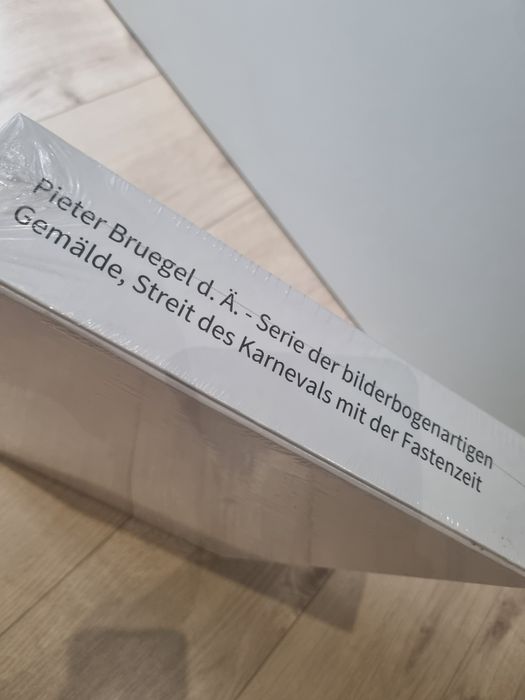 Pieter Bruegel d. Ä. - Serie der bilderbogenartigen
Gemälde, Streit des Karnevals mit der Fastenzeit